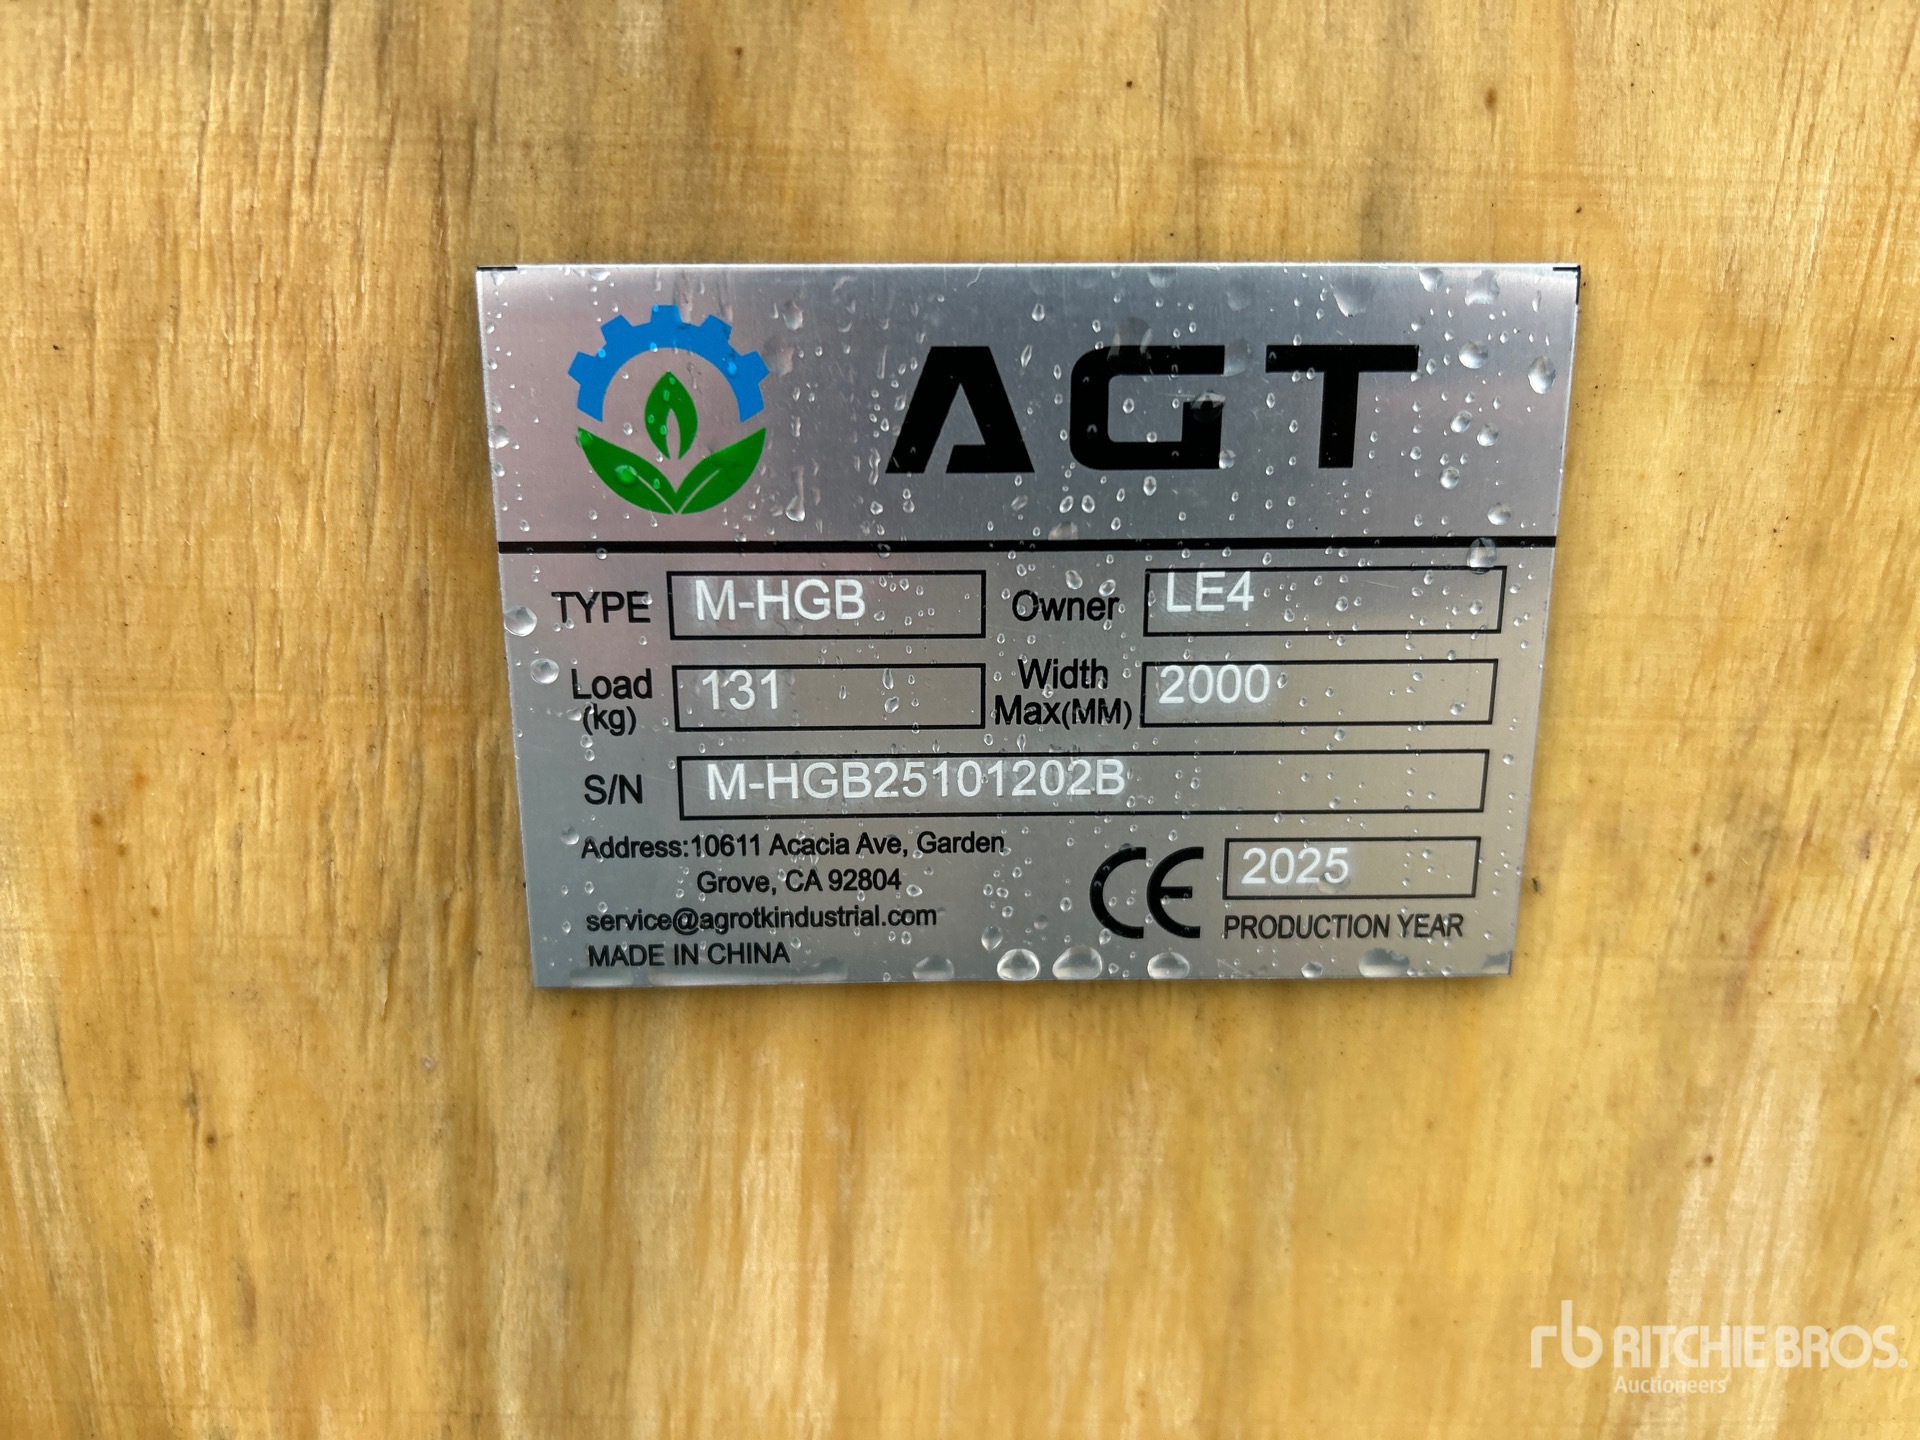 AGT
TYPE M-HGB Owner LE4
Load (kg) 131 Width Max(MM) 2000
S/N M-HGB25101202B
Address:10611 Acacia Ave, Garden
Grove, CA 92804
service@agrotkindustrial.com
MADE IN CHINA
CE 2025
PRODUCTION YEAR
rb RITCHIE BROS.
Auctioneers